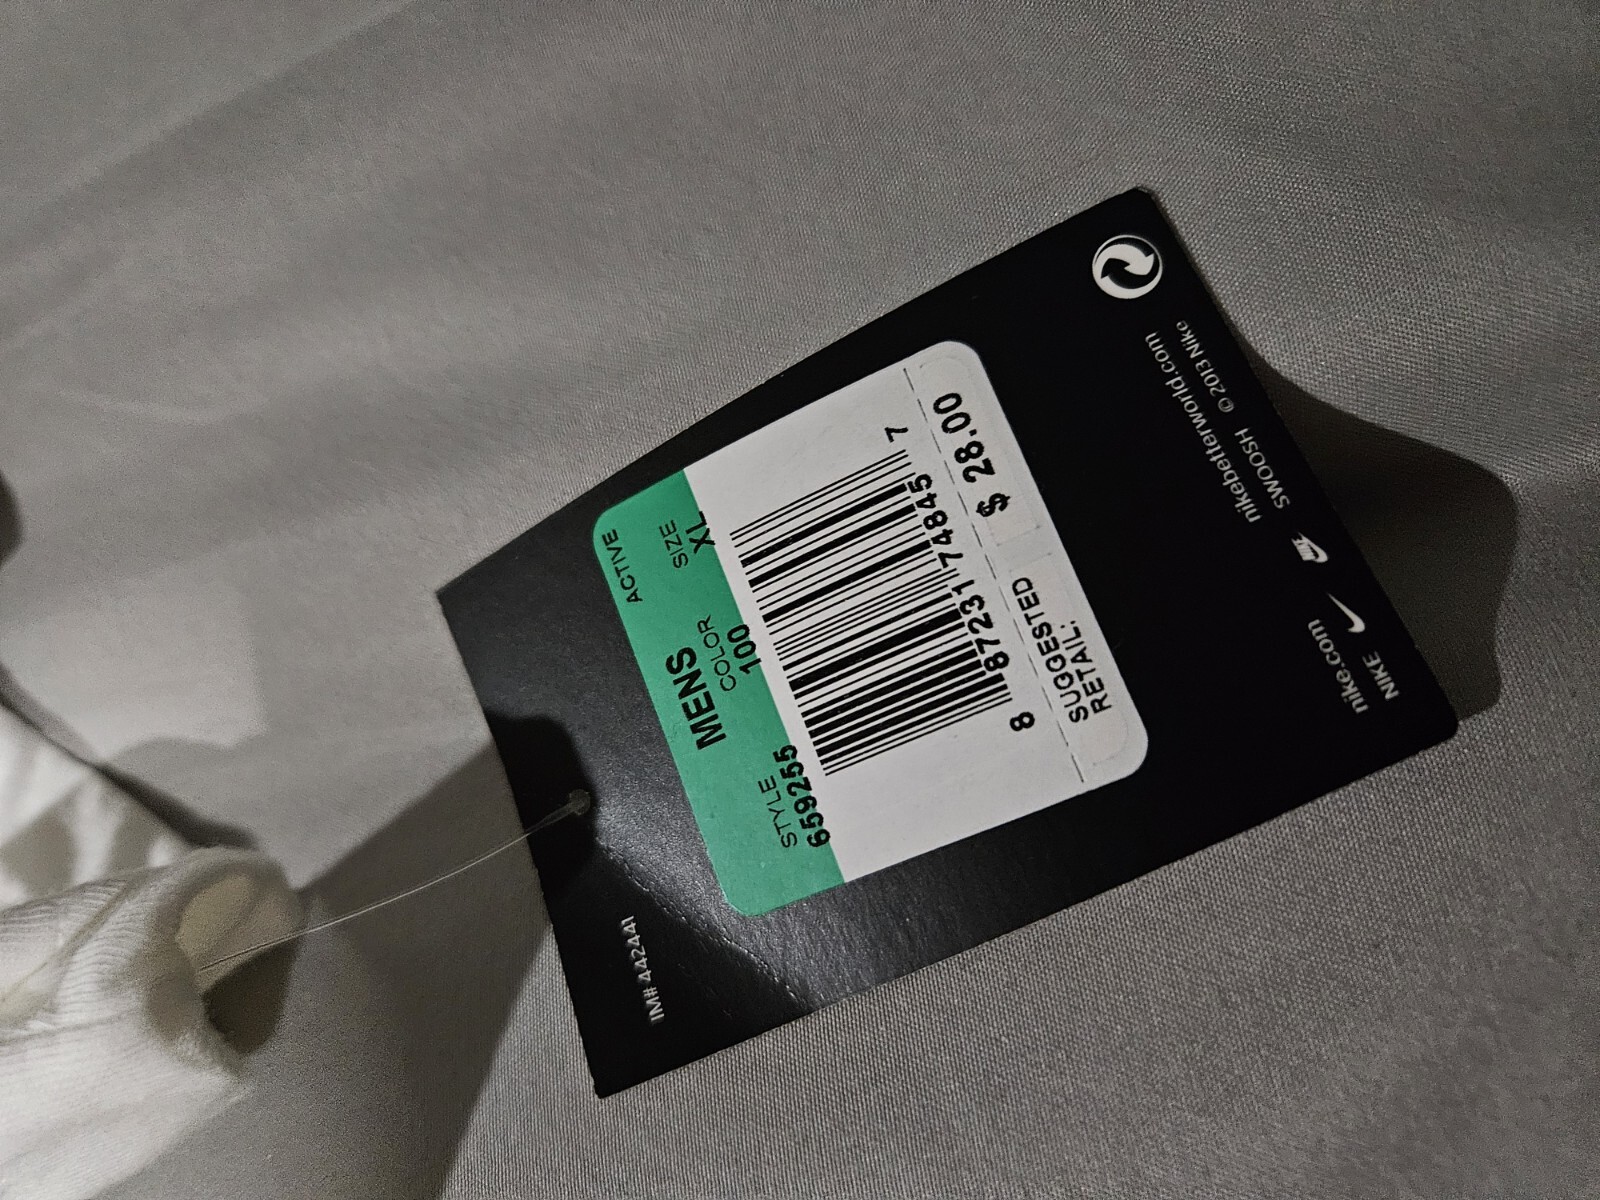 IM# 442441
ACTIVE
MENS
STYLE COLOR SIZE
659255 100 XL
8 87231 74845 7
SUGGESTED
RETAIL: $ 28.00
nike.com nikebetterworld.com
NIKE SWOOSH © 2013 Nike
NIKE